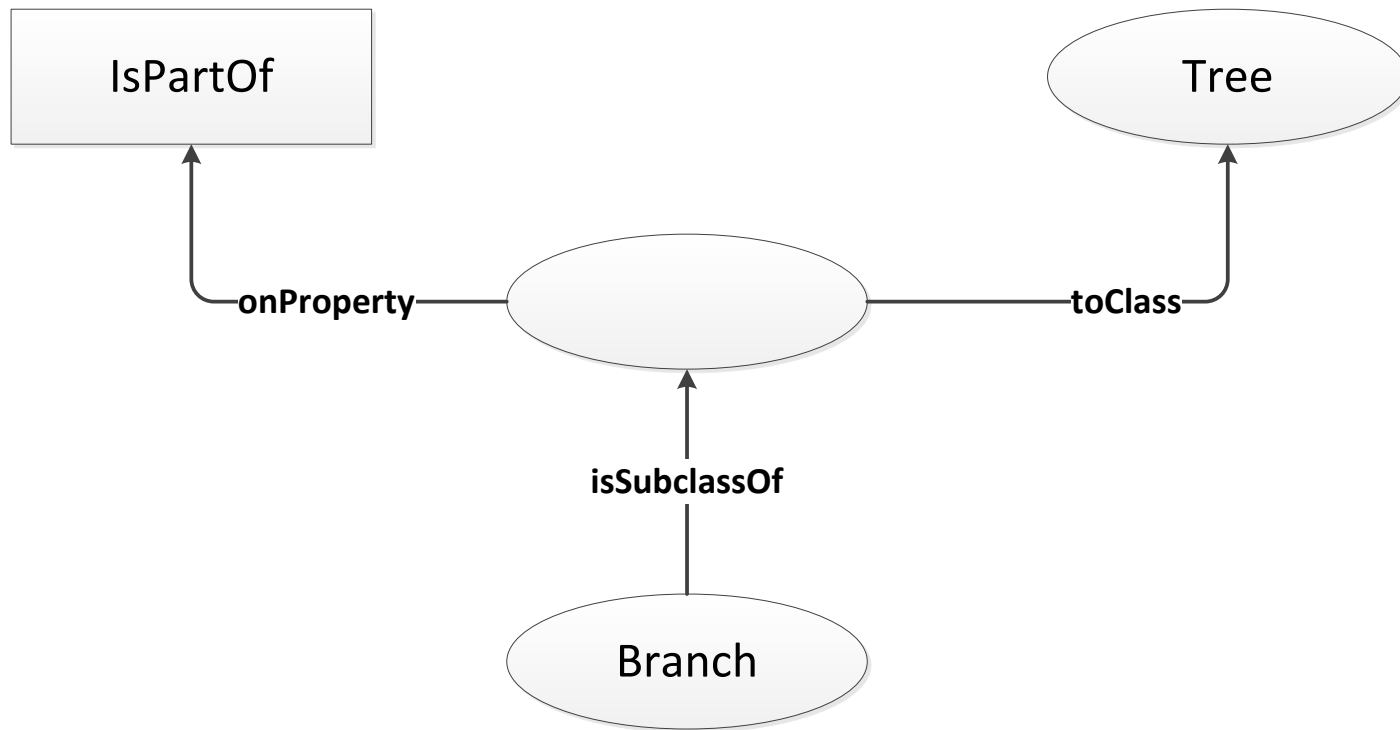 IsPartOf
Tree
onProperty
toClass
isSubclassOf
Branch